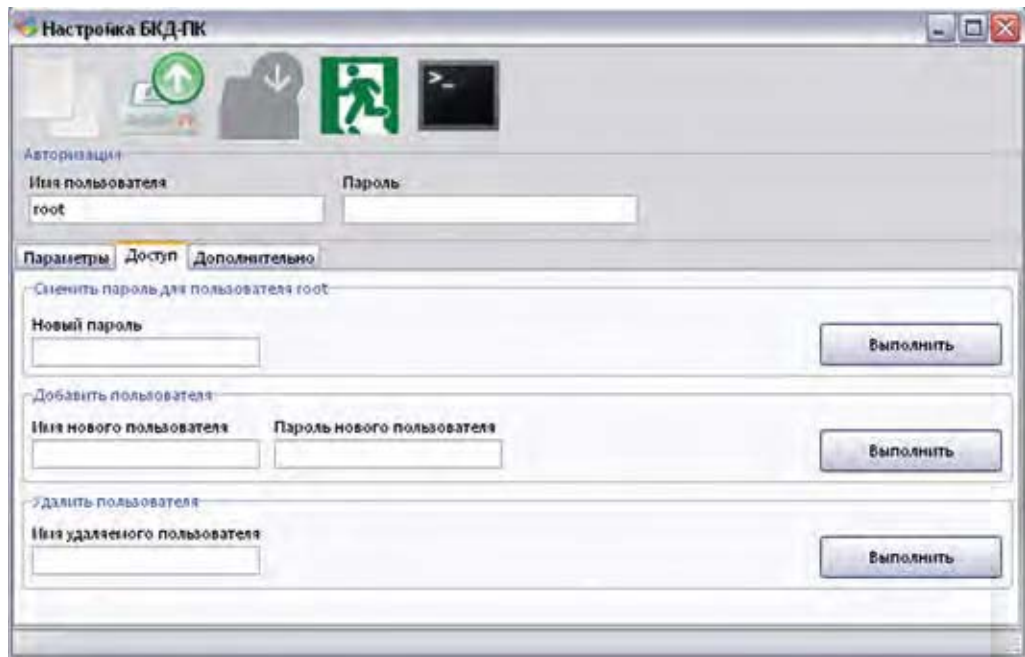 Настройка БКД-ПК
>_
Авторизация
Имя пользователя Пароль
root
Параметры Доступ Дополнительно
Сменить пароль для пользователя root
Новый пароль
Выполнить
Добавить пользователя
Имя нового пользователя Пароль нового пользователя
Выполнить
Удалить пользователя
Имя удаляемого пользователя
Выполнить